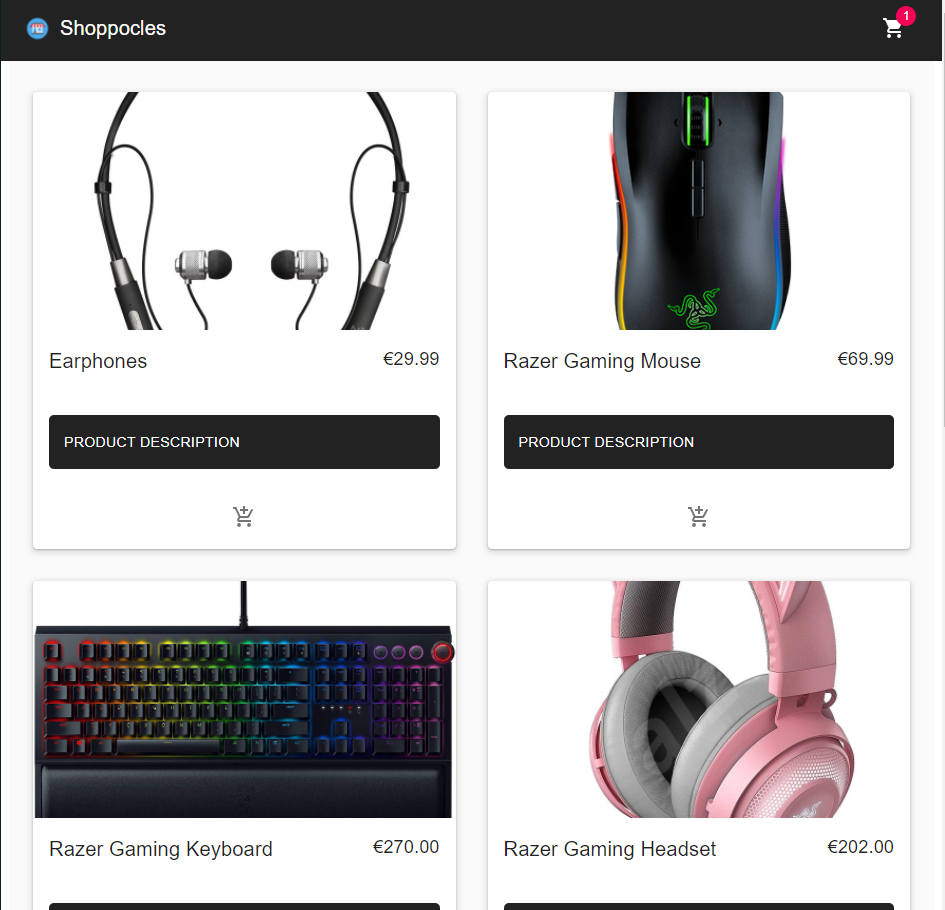 Shoppocles
1
Earphones €29.99
Razer Gaming Mouse €69.99
PRODUCT DESCRIPTION
PRODUCT DESCRIPTION
Razer Gaming Keyboard €270.00
Razer Gaming Headset €202.00